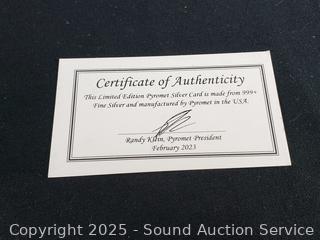 Certificate of Authenticity
This Limited Edition Pyromet Silver Card is made from 999+
Fine Silver and manufactured by Pyromet in the U.S.A.
Randy Klein, Pyromet President
February 2023
Copyright 2025 - Sound Auction Service